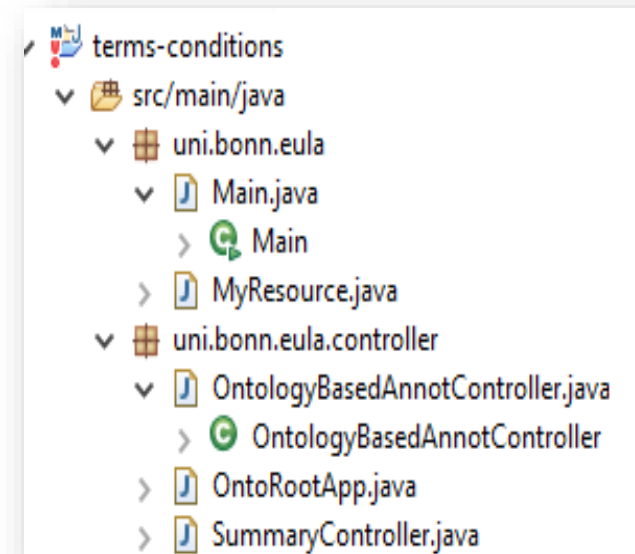 terms-conditions
src/main/java
uni.bonn.eula
Main.java
Main
MyResource.java
uni.bonn.eula.controller
OntologyBasedAnnotController.java
OntologyBasedAnnotController
OntoRootApp.java
SummaryController.java